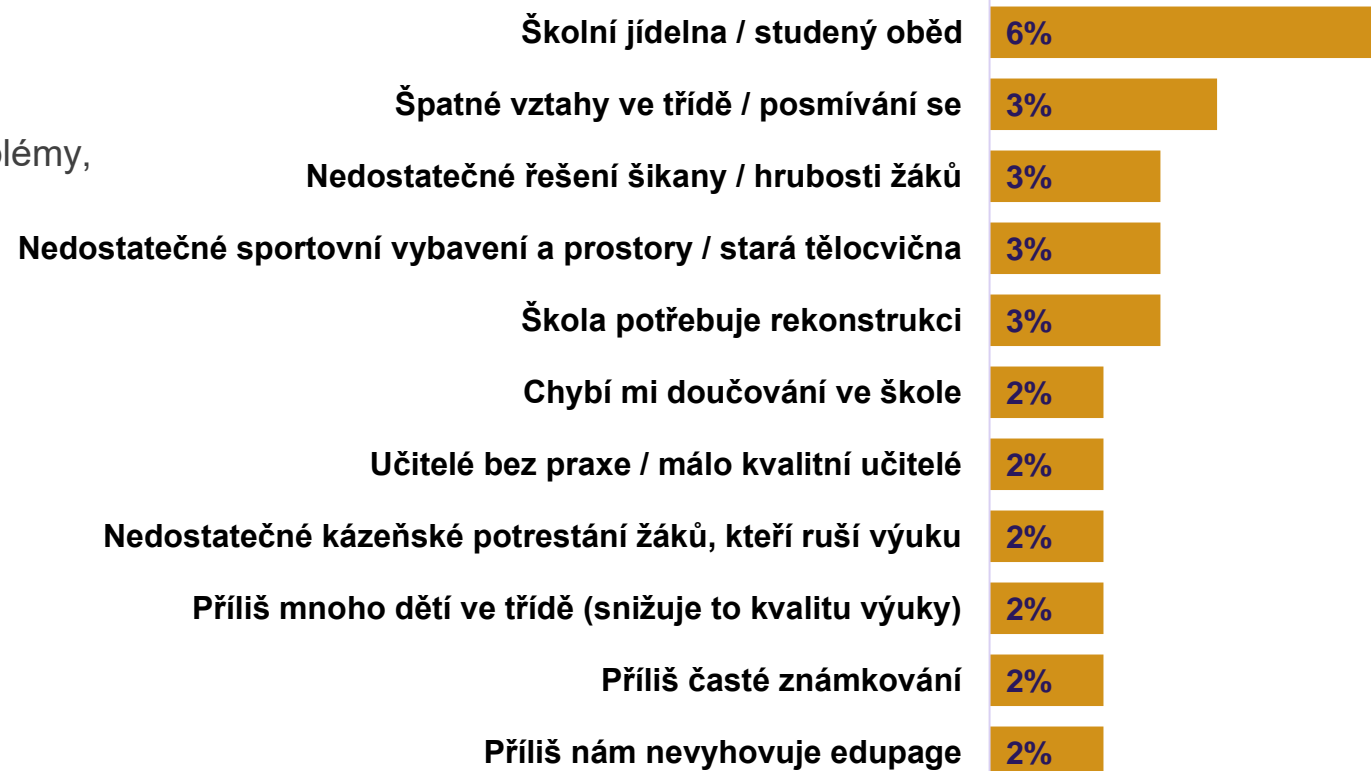 Školní jídelna / studený oběd 6%
Špatné vztahy ve třídě / posmívání se 3%
lémy,
Nedostatečné řešení šikany / hrubosti žáků 3%
Nedostatečné sportovní vybavení a prostory / stará tělocvična 3%
Škola potřebuje rekonstrukci 3%
Chybí mi doučování ve škole 2%
Učitelé bez praxe / málo kvalitní učitelé 2%
Nedostatečné kázeňské potrestání žáků, kteří ruší výuku 2%
Příliš mnoho dětí ve třídě (snižuje to kvalitu výuky) 2%
Příliš časté známkování 2%
Příliš nám nevyhovuje edupage 2%